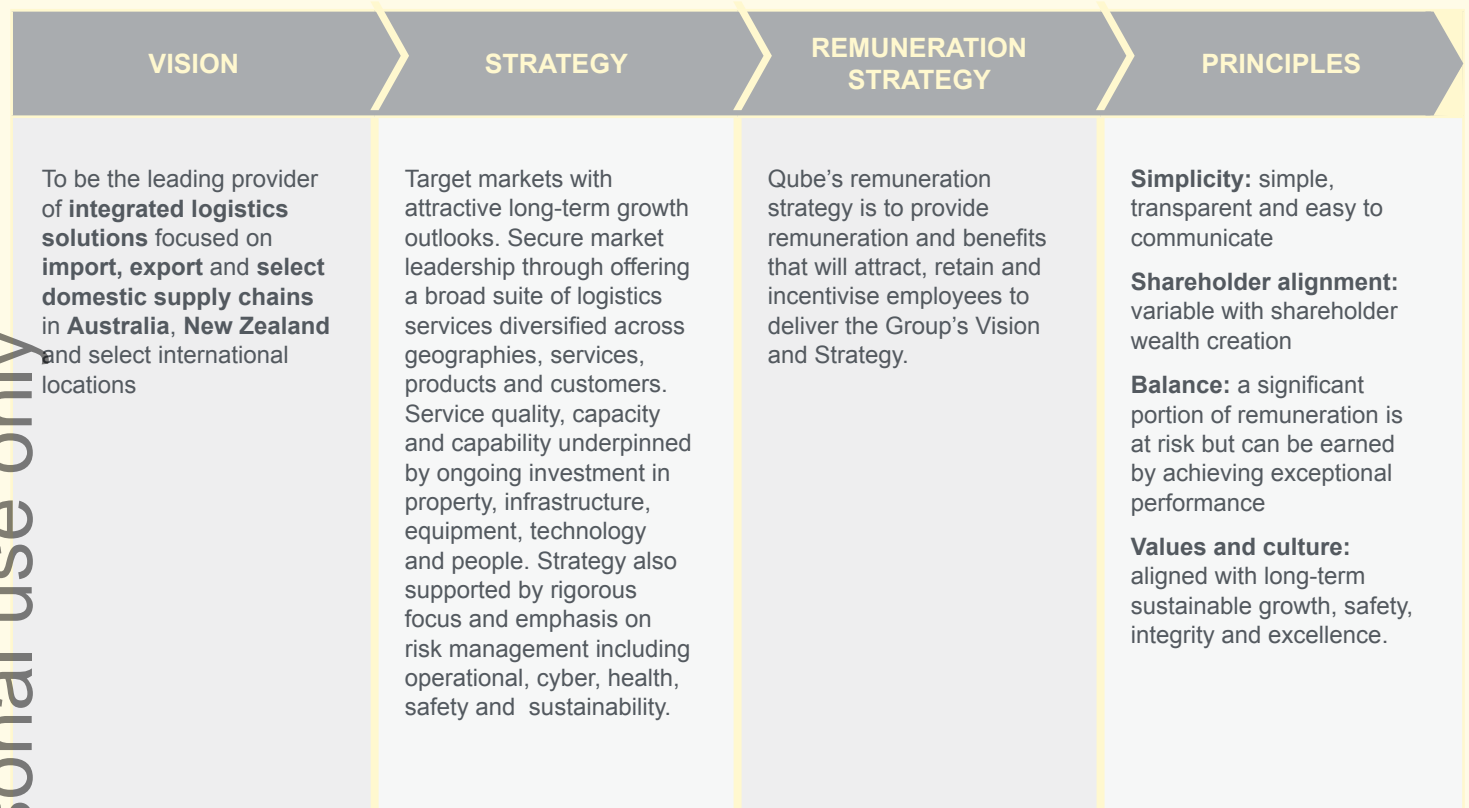 VISION
To be the leading provider
of integrated logistics
solutions focused on
import, export and select
domestic supply chains
in Australia, New Zealand
and select international
locations
STRATEGY
Target markets with
attractive long-term growth
outlooks. Secure market
leadership through offering
a broad suite of logistics
services diversified across
geographies, services,
products and customers.
Service quality, capacity
and capability underpinned
by ongoing investment in
property, infrastructure,
equipment, technology
and people. Strategy also
supported by rigorous
focus and emphasis on
risk management including
operational, cyber, health,
safety and  sustainability.
REMUNERATION
STRATEGY
Qube’s remuneration
strategy is to provide
remuneration and benefits
that will attract, retain and
incentivise employees to
deliver the Group’s Vision
and Strategy.
PRINCIPLES
Simplicity: simple,
transparent and easy to
communicate
Shareholder alignment:
variable with shareholder
wealth creation
Balance: a significant
portion of remuneration is
at risk but can be earned
by achieving exceptional
performance
Values and culture:
aligned with long-term
sustainable growth, safety,
integrity and excellence.
use only